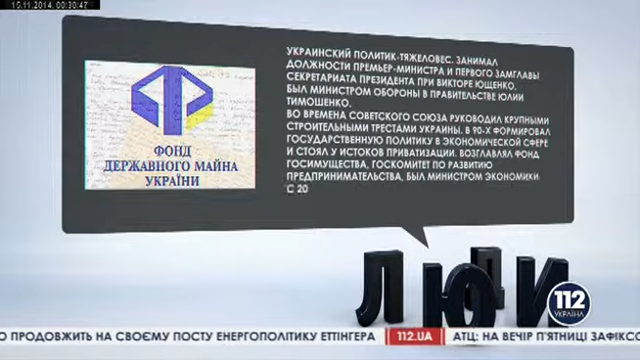 15.11.2014. 00:30:47
УКРАИНСКИЙ ПОЛИТИК-ТЯЖЕЛОВЕС. ЗАНИМАЛ
ДОЛЖНОСТИ ПРЕМЬЕР-МИНИСТРА И ПЕРВОГО ЗАМГЛАВЫ
СЕКРЕТАРИАТА ПРЕЗИДЕНТА ПРИ ВИКТОРЕ ЮЩЕНКО,
БЫЛ МИНИСТРОМ ОБОРОНЫ В ПРАВИТЕЛЬСТВЕ ЮЛИИ
ТИМОШЕНКО.
ВО ВРЕМЕНА СОВЕТСКОГО СОЮЗА РУКОВОДИЛ КРУПНЫМИ
СТРОИТЕЛЬНЫМИ ТРЕСТАМИ УКРАИНЫ. В 90-Х ФОРМИРОВАЛ
ГОСУДАРСТВЕННУЮ ПОЛИТИКУ В ЭКОНОМИЧЕСКОЙ СФЕРЕ
И СТОЯЛ У ИСТОКОВ ПРИВАТИЗАЦИИ. ВОЗГЛАВЛЯЛ ФОНД
ГОСИМУЩЕСТВА, ГОСКОМИТЕТ ПО РАЗВИТИЮ
ПРЕДПРИНИМАТЕЛЬСТВА, БЫЛ МИНИСТРОМ ЭКОНОМИКИ
С 20
ФОНД
ДЕРЖАВНОГО МАЙНА
УКРАЇНИ
ЛЮДИ
112
УКРАЇНА
О ПРОДОВЖИТЬ НА СВОЄМУ ПОСТУ ЕНЕРГОПОЛІТИКУ ЕТТІНГЕРА 112.UA АТЦ: НА ВЕЧІР П'ЯТНИЦІ ЗАФІКС